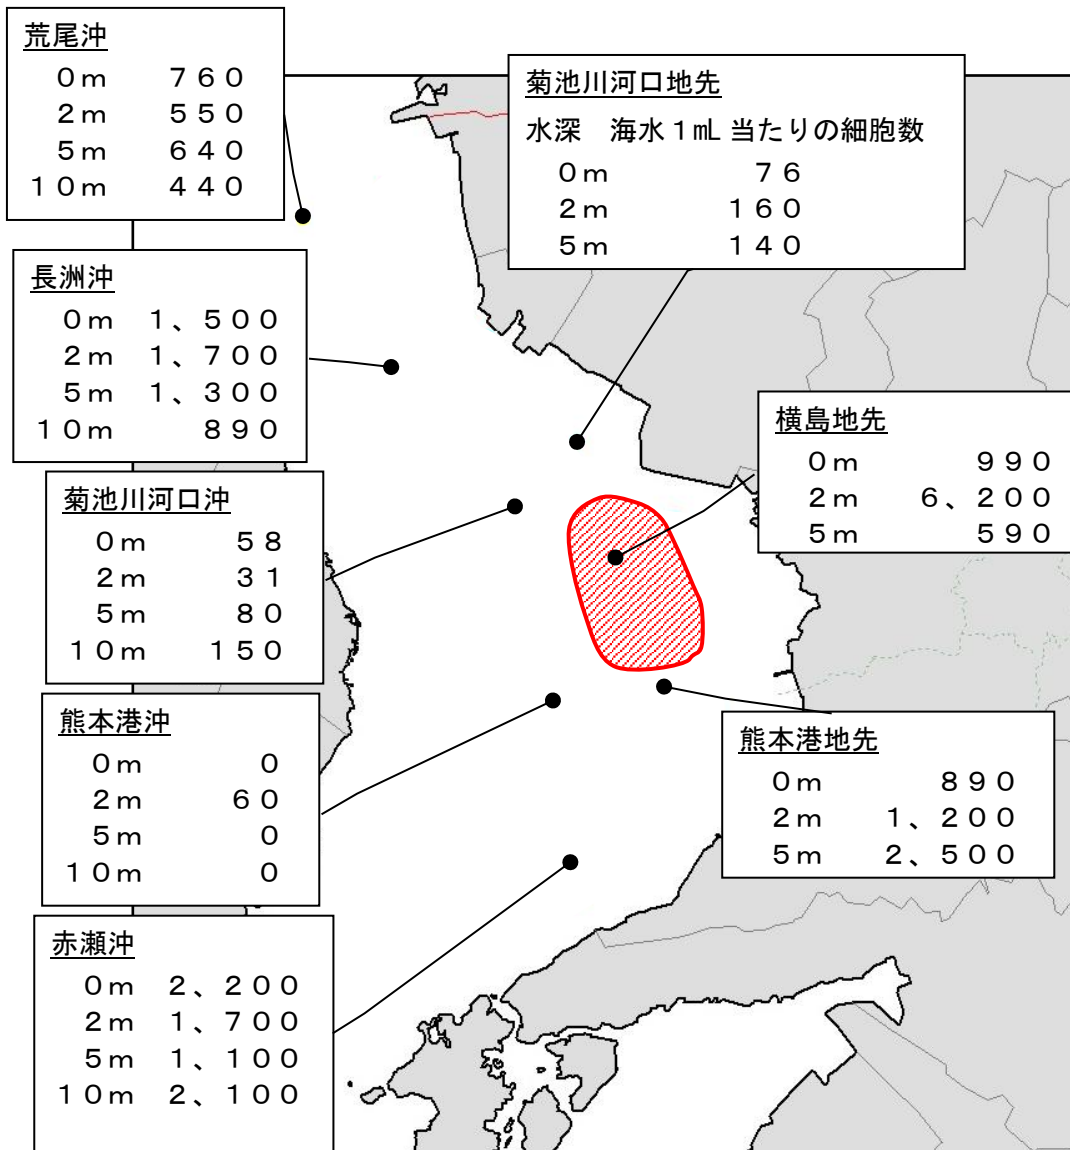 荒尾沖
０ｍ　７６０
２ｍ　５５０
５ｍ　６４０
１０ｍ　４４０
菊池川河口地先
水深　海水１mL 当たりの細胞数
０ｍ　７６
２ｍ　１６０
５ｍ　１４０
長洲沖
０ｍ　１、５００
２ｍ　１、７００
５ｍ　１、３００
１０ｍ　８９０
横島地先
０ｍ　９９０
２ｍ　６、２００
５ｍ　５９０
菊池川河口沖
０ｍ　５８
２ｍ　３１
５ｍ　８０
１０ｍ　１５０
熊本港沖
０ｍ　０
２ｍ　６０
５ｍ　０
１０ｍ　０
熊本港地先
０ｍ　８９０
２ｍ　１、２００
５ｍ　２、５００
赤瀬沖
０ｍ　２、２００
２ｍ　１、７００
５ｍ　１、１００
１０ｍ　２、１００